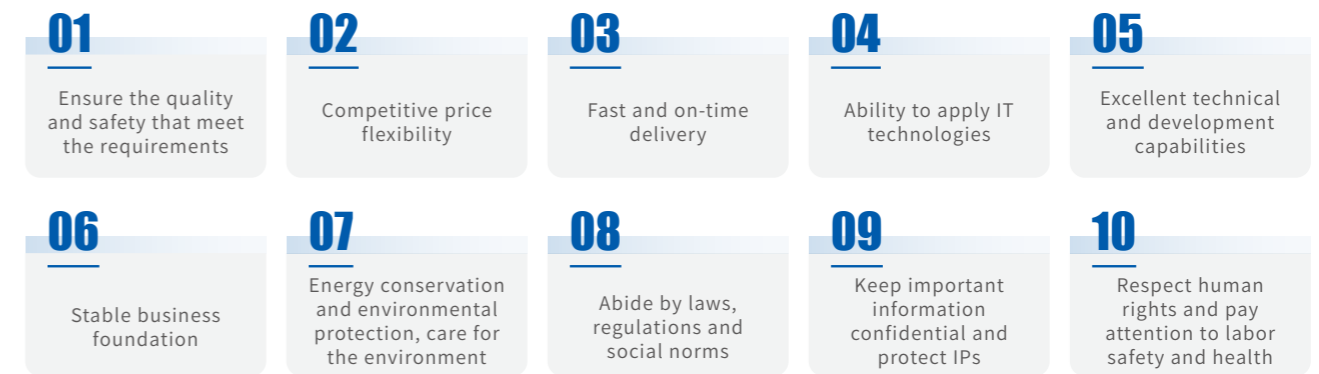 01
Ensure the quality
and safety that meet
the requirements
02
Competitive price
flexibility
03
Fast and on-time
delivery
04
Ability to apply IT
technologies
05
Excellent technical
and development
capabilities
06
Stable business
foundation
07
Energy conservation
and environmental
protection, care for
the environment
08
Abide by laws,
regulations and
social norms
09
Keep important
information
confidential and
protect IPs
10
Respect human
rights and pay
attention to labor
safety and health